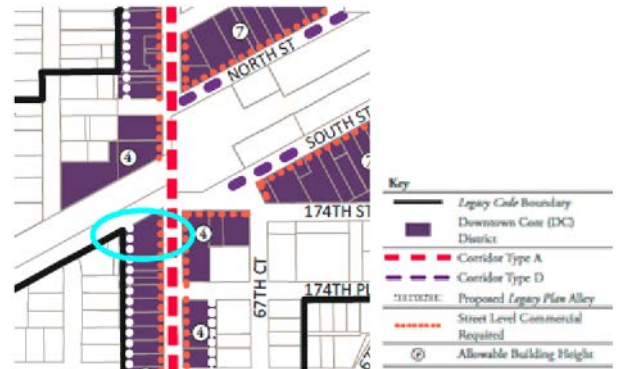 7
NORTH ST
SOUTH ST
4
7
174TH ST
4
67TH CT
174TH PL
4
6
Key
Legacy Code Boundary
Downtown Core (DC)
District
Corridor Type A
Corridor Type D
Proposed Legacy Plan Alley
Street Level Commercial
Required
Allowable Building Height